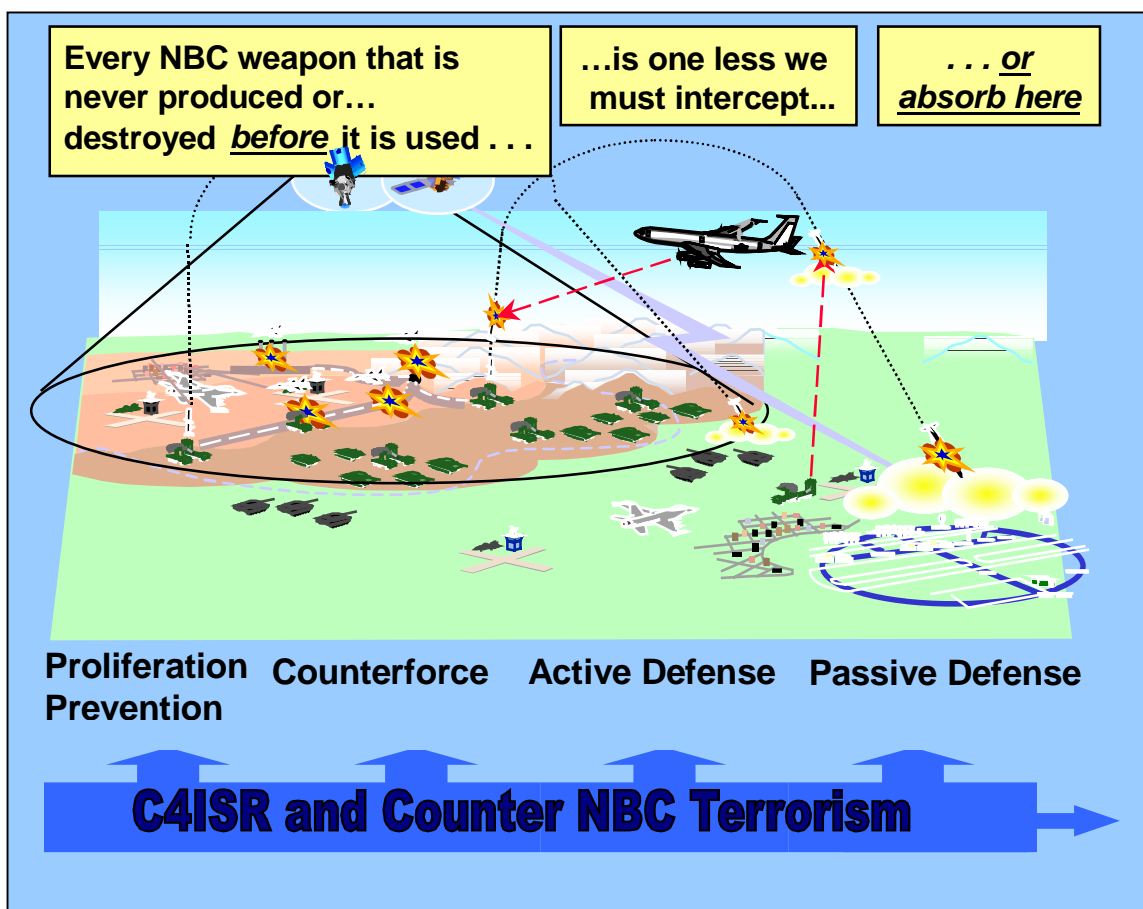 Every NBC weapon that is
never produced or…
destroyed before it is used . . .
…is one less we
must intercept...
. . . or
absorb here
Proliferation
Prevention
Counterforce
Active Defense
Passive Defense
C4ISR and Counter NBC Terrorism